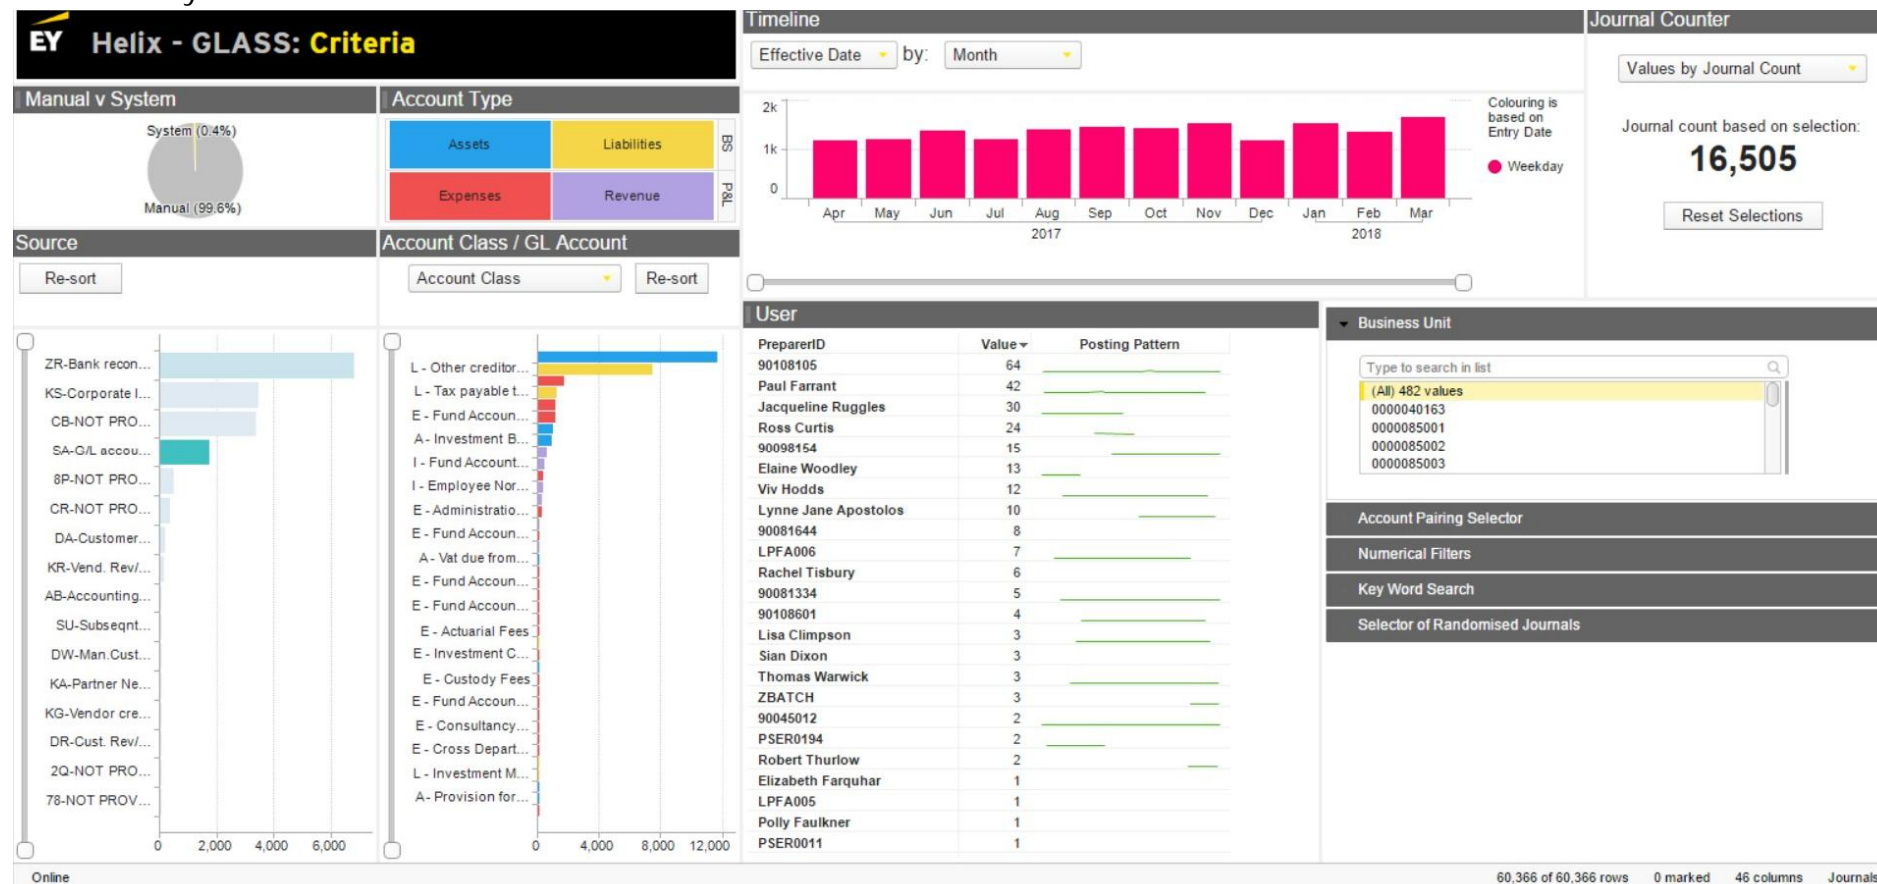 EY Helix - GLASS: Criteria
Manual v System
System (0.4%)
Manual (99.6%)
Account Type
Assets
Liabilities
BS
Expenses
Revenue
P&L
Source
Re-sort
ZR-Bank recon...
KS-Corporate I...
CB-NOT PRO...
SA-G/L accou...
8P-NOT PRO...
CR-NOT PRO...
DA-Customer...
KR-Vend. Rev/...
AB-Accounting...
SU-Subseqnt...
DW-Man.Cust...
KA-Partner Ne...
KG-Vendor cre...
DR-Cust. Rev/...
2Q-NOT PRO...
78-NOT PROV...
0 2,000 4,000 6,000
Account Class / GL Account
Account Class
Re-sort
L - Other creditor...
L - Tax payable t...
E - Fund Accoun...
A - Investment B...
I - Fund Account...
I - Employee Nor...
E - Administratio...
E - Fund Accoun...
A - Vat due from...
E - Fund Accoun...
E - Fund Accoun...
E - Actuarial Fees
E - Investment C...
E - Custody Fees
E - Fund Accoun...
E - Consultancy...
E - Cross Depart...
L - Investment M...
A - Provision for...
0 4,000 8,000 12,000
Timeline
Effective Date by: Month
2k
1k
0
Apr May Jun Jul Aug Sep Oct Nov Dec Jan Feb Mar
2017 2018
Colouring is
based on
Entry Date
Weekday
Journal Counter
Values by Journal Count
Journal count based on selection:
16,505
Reset Selections
User
PreparerID Value Posting Pattern
90108105 64
Paul Farrant 42
Jacqueline Ruggles 30
Ross Curtis 24
90098154 15
Elaine Woodley 13
Viv Hodds 12
Lynne Jane Apostolos 10
90081644 8
LPFA006 7
Rachel Tisbury 6
90081334 5
90108601 4
Lisa Climpson 3
Sian Dixon 3
Thomas Warwick 3
ZBATCH 3
90045012 2
PSER0194 2
Robert Thurlow 2
Elizabeth Farquhar 1
LPFA005 1
Polly Faulkner 1
PSER0011 1
Business Unit
Type to search in list
(All) 482 values
0000040163
0000085001
0000085002
0000085003
Account Pairing Selector
Numerical Filters
Key Word Search
Selector of Randomised Journals
Online
60,366 of 60,366 rows 0 marked 46 columns Journals